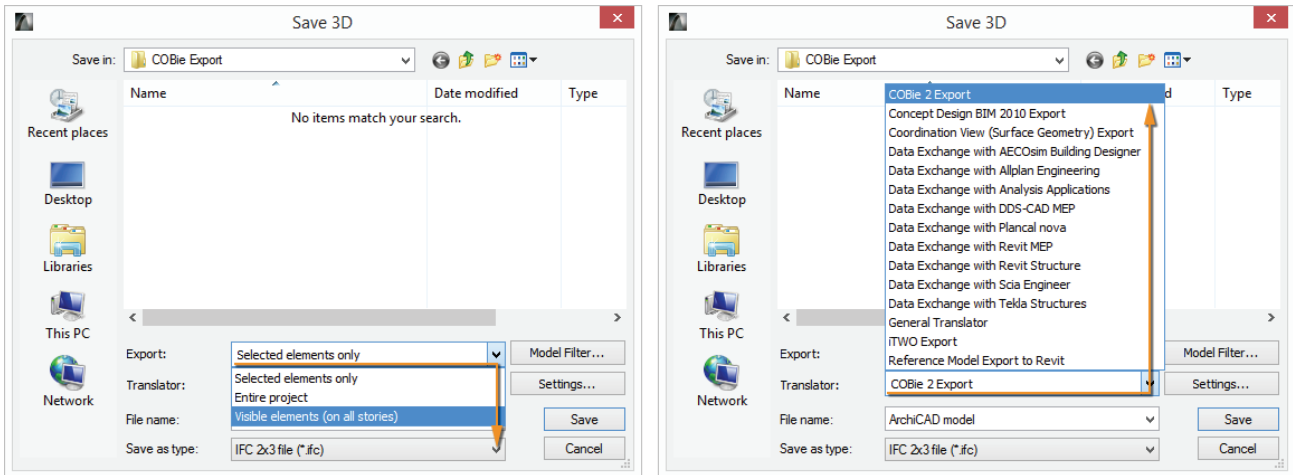 Save 3D
Save in: COBie Export
Name Date modified Type
No items match your search.
Recent places
Desktop
Libraries
This PC
Network
Export: Selected elements only Model Filter...
Selected elements only
Entire project
Visible elements (on all stories)
Translator: Settings...
File name: Save
Save as type: IFC 2x3 file (*.ifc) Cancel
Save 3D
Save in: COBie Export
Name d Type
COBie 2 Export
Concept Design BIM 2010 Export
Coordination View (Surface Geometry) Export
Data Exchange with AECOsim Building Designer
Data Exchange with Allplan Engineering
Data Exchange with Analysis Applications
Data Exchange with DDS-CAD MEP
Data Exchange with Plancal nova
Data Exchange with Revit MEP
Data Exchange with Revit Structure
Data Exchange with Scia Engineer
Data Exchange with Tekla Structures
General Translator
iTWO Export
Reference Model Export to Revit
Recent places
Desktop
Libraries
This PC
Network
Export: Model Filter...
Translator: COBie 2 Export Settings...
File name: ArchiCAD model Save
Save as type: IFC 2x3 file (*.ifc) Cancel